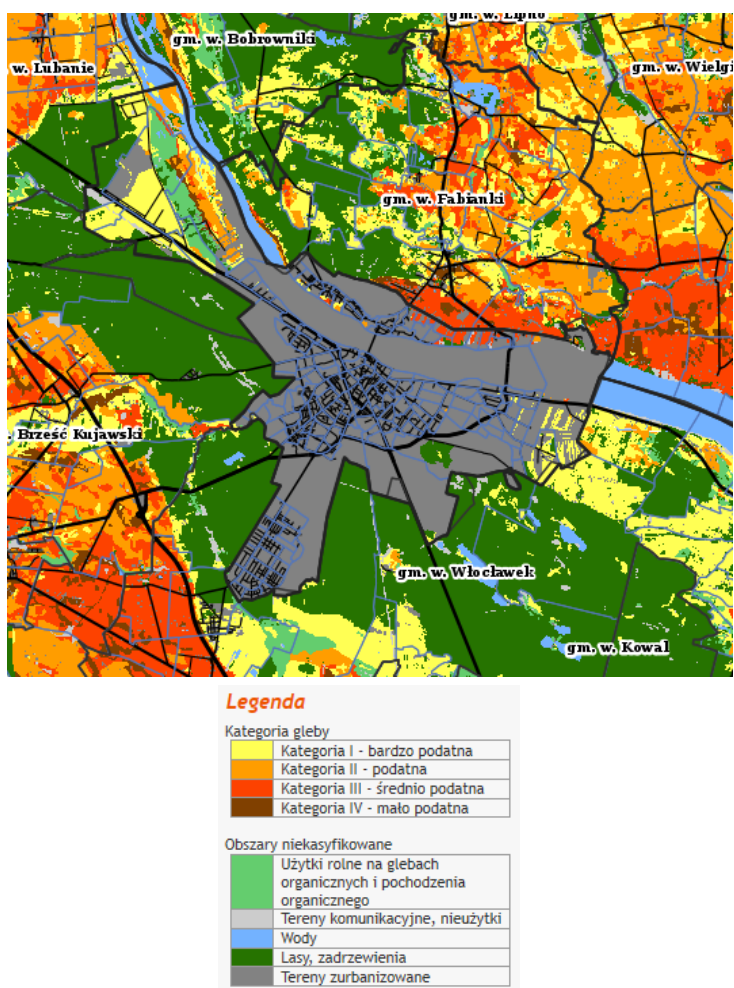 gm. w. Lipno
gm. w. Bobrowniki
w. Lubanie
gm. w. Wielgi
gm. w. Fabianki
. Brześć Kujawski
gm. w. Włocławek
gm. w. Kowal
Legenda
Kategoria gleby
Kategoria I - bardzo podatna
Kategoria II - podatna
Kategoria III - średnio podatna
Kategoria IV - mało podatna
Obszary niekasyfikowane
Użytki rolne na glebach
organicznych i pochodzenia
organicznego
Tereny komunikacyjne, nieużytki
Wody
Lasy, zadrzewienia
Tereny zurbanizowane